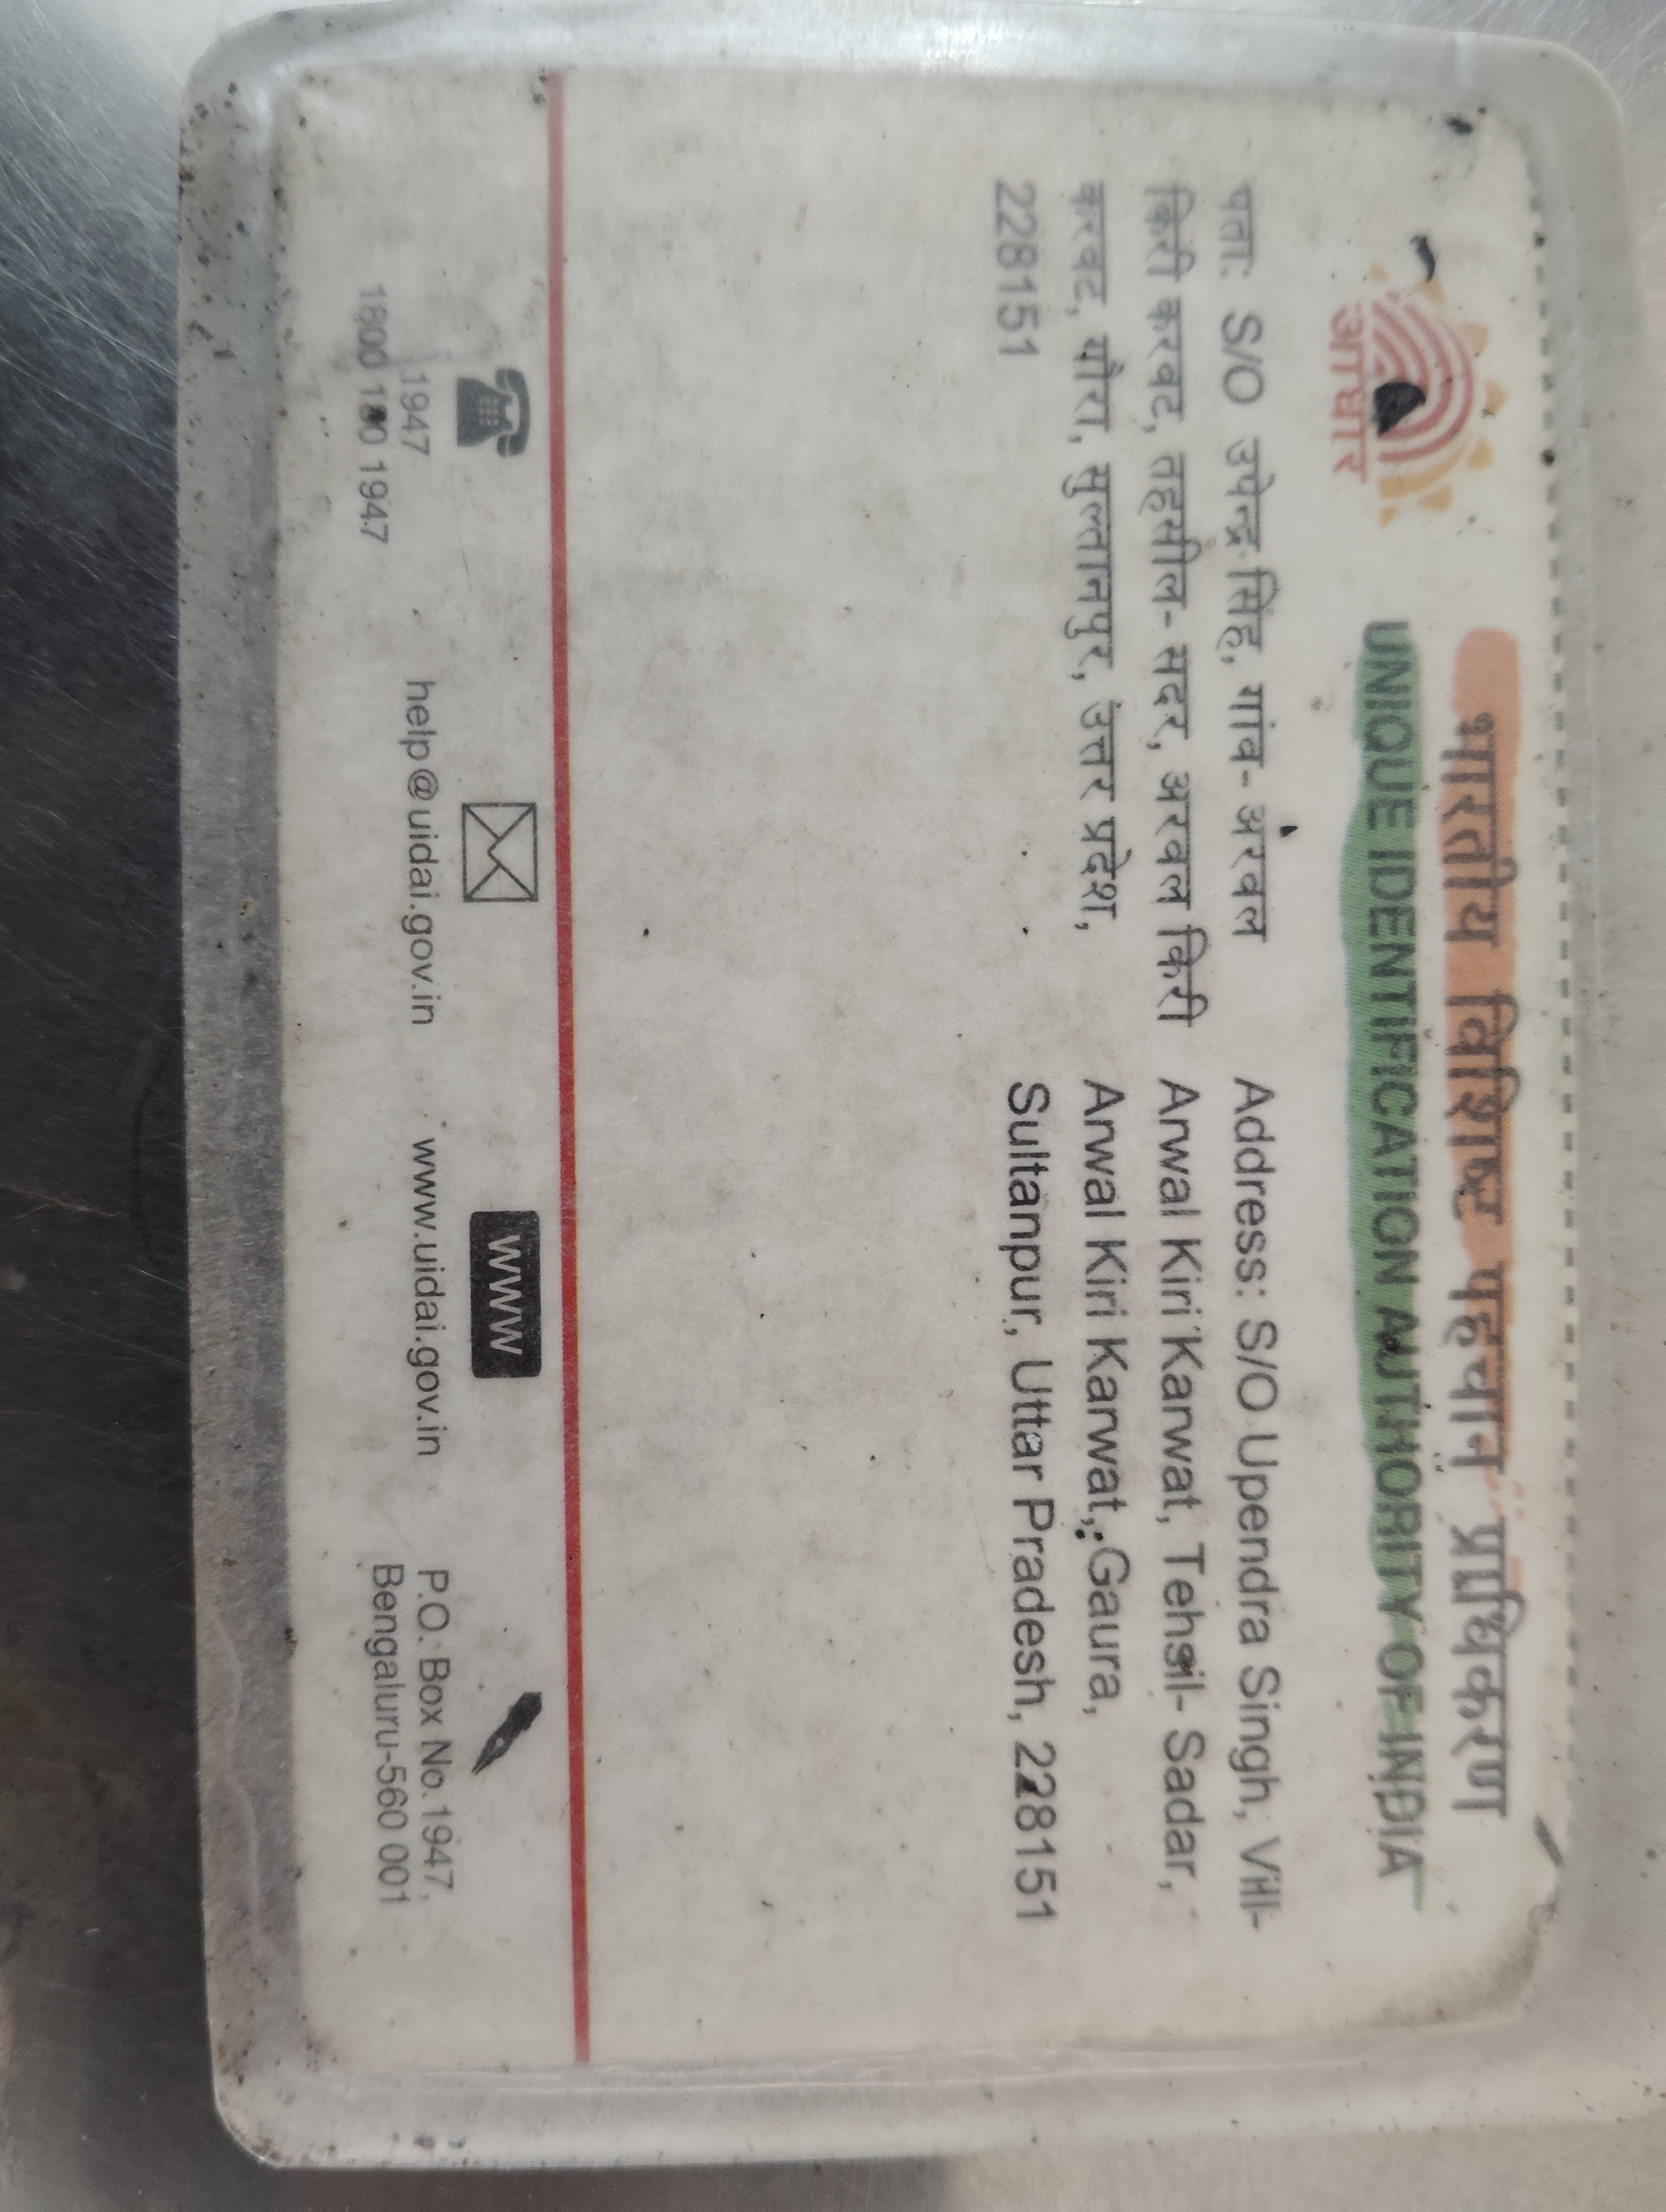 भारतीय विशिष्ट पहचान प्राधिकरण
UNIQUE IDENTIFICATION AUTHORITY OF INDIA
आधार
पता: S/O उपेन्द्र सिंह, गांव- अरवल
किरी करवट, तहसील- सदर, अरवल किरी
करवट, गौरा, सुल्तानपुर, उत्तर प्रदेश,
228151
Address: S/O Upendra Singh, Vill-
Arwal Kiri Karwat, Tehsil- Sadar,
Arwal Kiri Karwat, Gaura,
Sultanpur, Uttar Pradesh, 228151
1947
1800 180 1947
help@uidai.gov.in
www
www.uidai.gov.in
P.O. Box No.1947,
Bengaluru-560 001